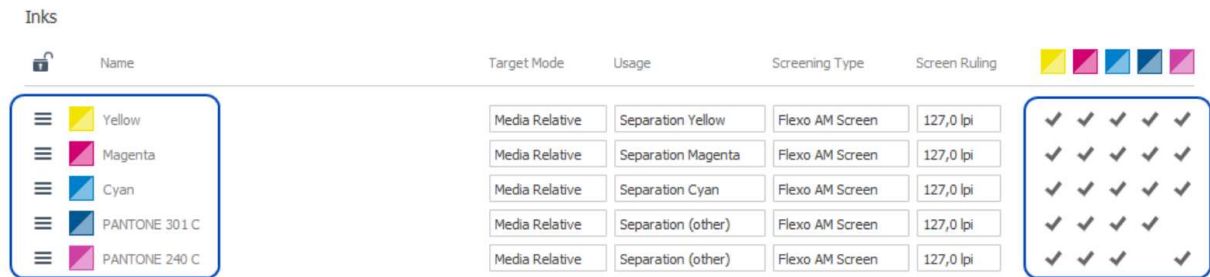 Inks
Name Target Mode Usage Screening Type Screen Ruling
Yellow Media Relative Separation Yellow Flexo AM Screen 127,0 lpi
Magenta Media Relative Separation Magenta Flexo AM Screen 127,0 lpi
Cyan Media Relative Separation Cyan Flexo AM Screen 127,0 lpi
PANTONE 301 C Media Relative Separation (other) Flexo AM Screen 127,0 lpi
PANTONE 240 C Media Relative Separation (other) Flexo AM Screen 127,0 lpi